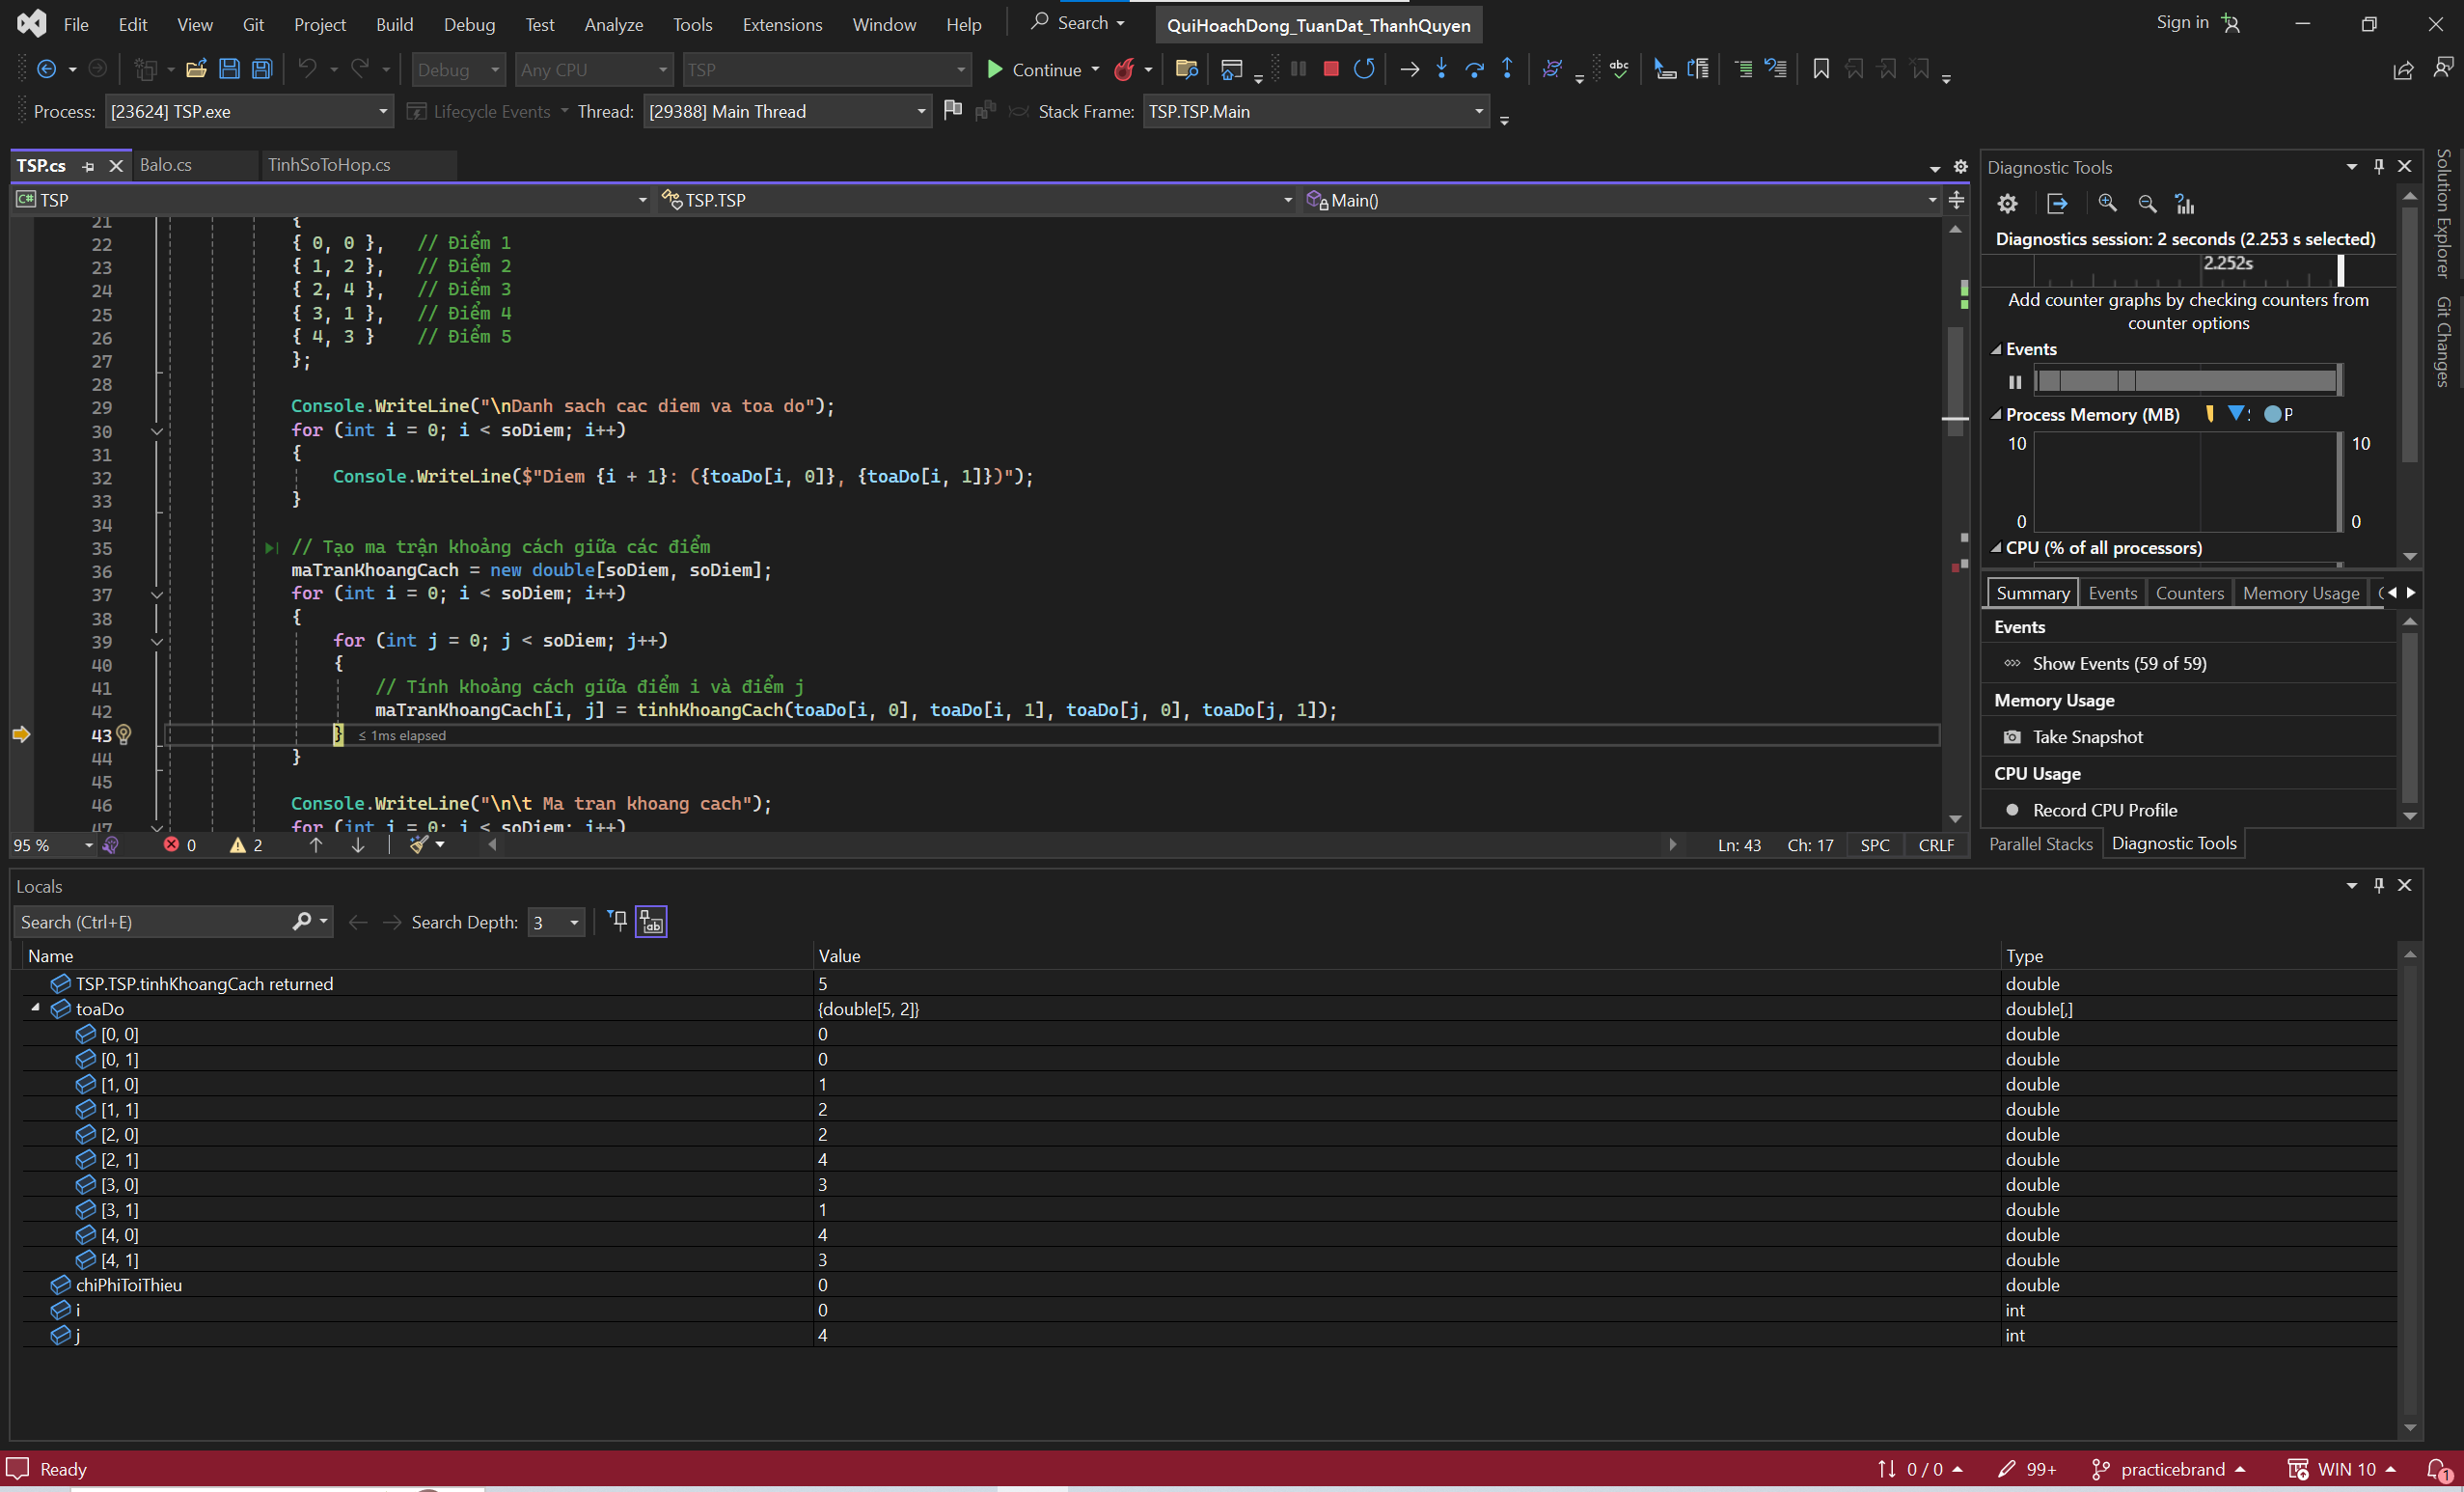 File Edit View Git Project Build Debug Test Analyze Tools Extensions Window Help Search QuiHoachDong_TuanDat_ThanhQuyen Sign in
Debug Any CPU TSP Continue
Process: [23624] TSP.exe Lifecycle Events Thread: [29388] Main Thread Stack Frame: TSP.TSP.Main
TSP.cs Balo.cs TinhSoToHop.cs
C# TSP TSP.TSP Main()
21 {
22 { 0, 0 }, // Điểm 1
23 { 1, 2 }, // Điểm 2
24 { 2, 4 }, // Điểm 3
25 { 3, 1 }, // Điểm 4
26 { 4, 3 } // Điểm 5
27 };
28
29 Console.WriteLine("\nDanh sach cac diem va toa do");
30 for (int i = 0; i < soDiem; i++)
31 {
32 Console.WriteLine($"Diem {i + 1}: ({toaDo[i, 0]}, {toaDo[i, 1]})");
33 }
34
35 // Tạo ma trận khoảng cách giữa các điểm
36 maTranKhoangCach = new double[soDiem, soDiem];
37 for (int i = 0; i < soDiem; i++)
38 {
39 for (int j = 0; j < soDiem; j++)
40 {
41 // Tính khoảng cách giữa điểm i và điểm j
42 maTranKhoangCach[i, j] = tinhKhoangCach(toaDo[i, 0], toaDo[i, 1], toaDo[j, 0], toaDo[j, 1]);
43 } ≤ 1ms elapsed
44 }
45
46 Console.WriteLine("\n\t Ma tran khoang cach");
47 for (int i = 0; i < soDiem; i++)
95 % 0 2 Ln: 43 Ch: 17 SPC CRLF
Diagnostic Tools
Diagnostics session: 2 seconds (2.253 s selected)
2.252s
Add counter graphs by checking counters from
counter options
Events
Process Memory (MB) P
10 10
0 0
CPU (% of all processors)
Summary Events Counters Memory Usage
Events
Show Events (59 of 59)
Memory Usage
Take Snapshot
CPU Usage
Record CPU Profile
Parallel Stacks Diagnostic Tools
Solution Explorer
Git Changes
Locals
Search (Ctrl+E) Search Depth: 3
Name Value Type
TSP.TSP.tinhKhoangCach returned 5 double
toaDo {double[5, 2]} double[,]
[0, 0] 0 double
[0, 1] 0 double
[1, 0] 1 double
[1, 1] 2 double
[2, 0] 2 double
[2, 1] 4 double
[3, 0] 3 double
[3, 1] 1 double
[4, 0] 4 double
[4, 1] 3 double
chiPhiToiThieu 0 double
i 0 int
j 4 int
Ready 0 / 0 99+ practicebrand WIN 10 1